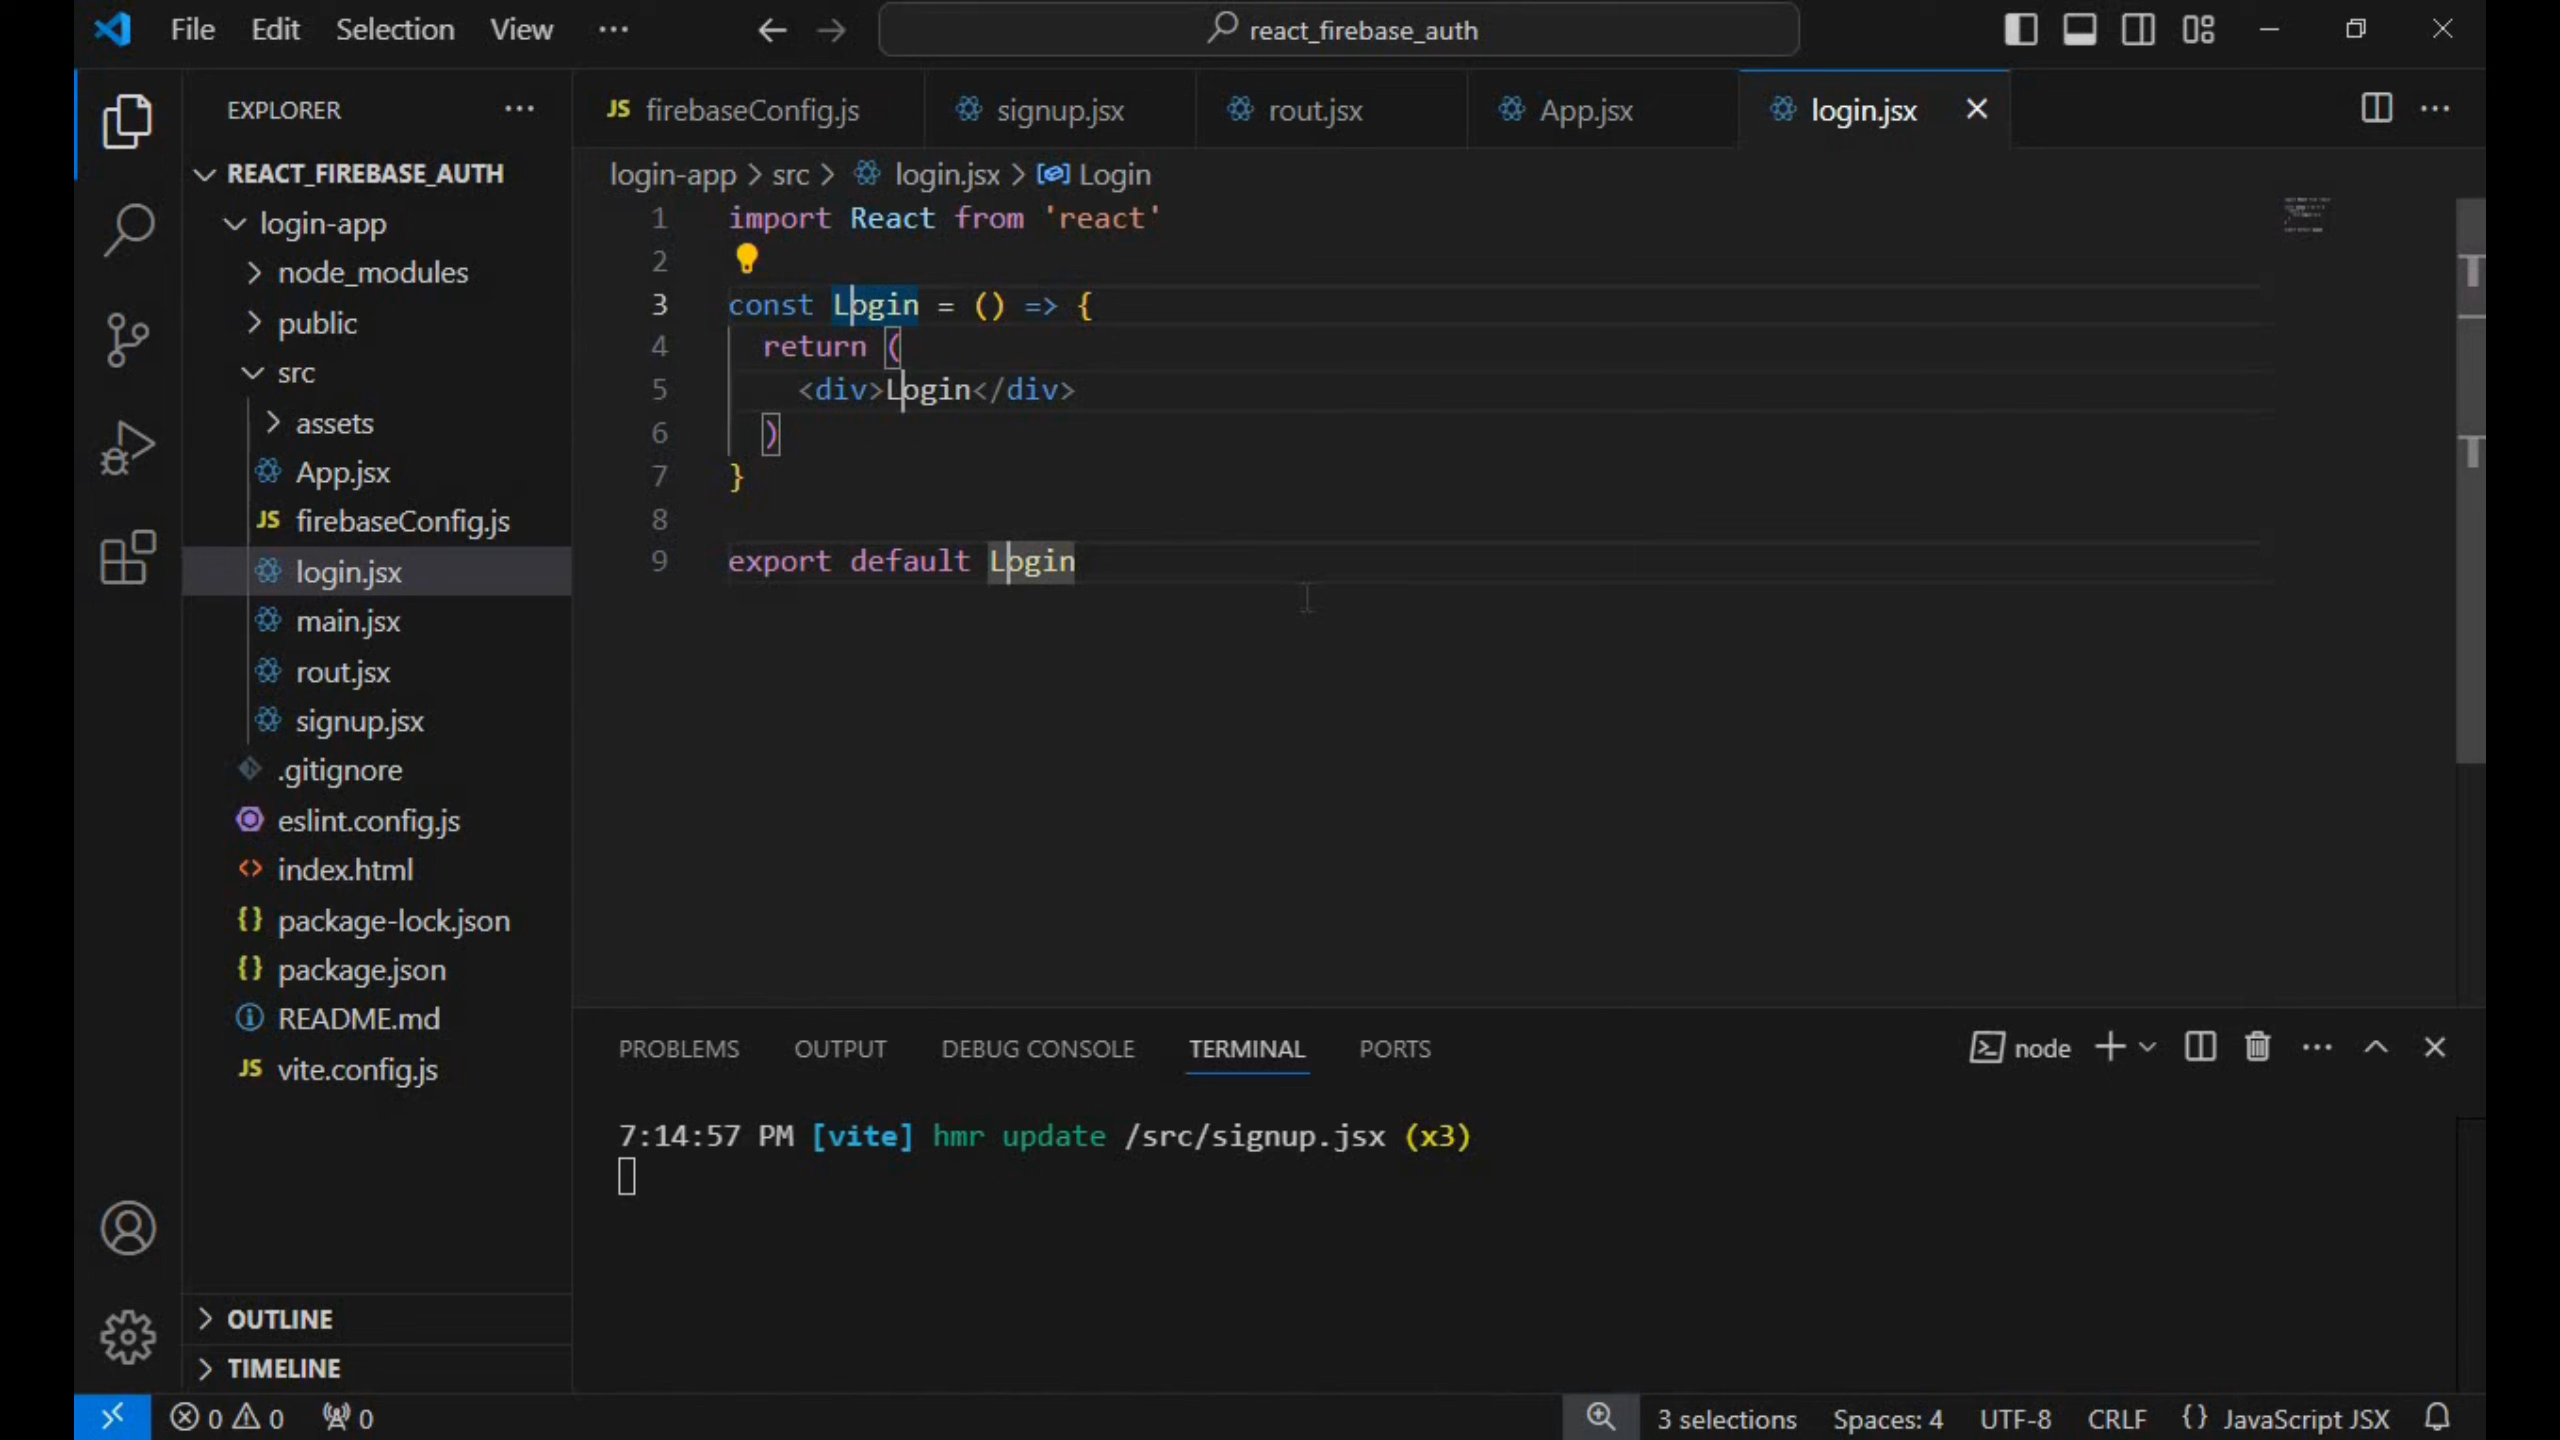 File Edit Selection View ··· react_firebase_auth
EXPLORER ···
REACT_FIREBASE_AUTH
login-app
node_modules
public
src
assets
App.jsx
JS firebaseConfig.js
login.jsx
main.jsx
rout.jsx
signup.jsx
.gitignore
eslint.config.js
<> index.html
{} package-lock.json
{} package.json
README.md
JS vite.config.js
OUTLINE
TIMELINE
JS firebaseConfig.js signup.jsx rout.jsx App.jsx login.jsx
login-app > src > login.jsx > Login
1 import React from 'react'
2
3 const Login = () => {
4 return (
5 <div>Login</div>
6 )
7 }
8
9 export default Login
PROBLEMS OUTPUT DEBUG CONSOLE TERMINAL PORTS node
7:14:57 PM [vite] hmr update /src/signup.jsx (x3)
0 0 0 3 selections Spaces: 4 UTF-8 CRLF {} JavaScript JSX